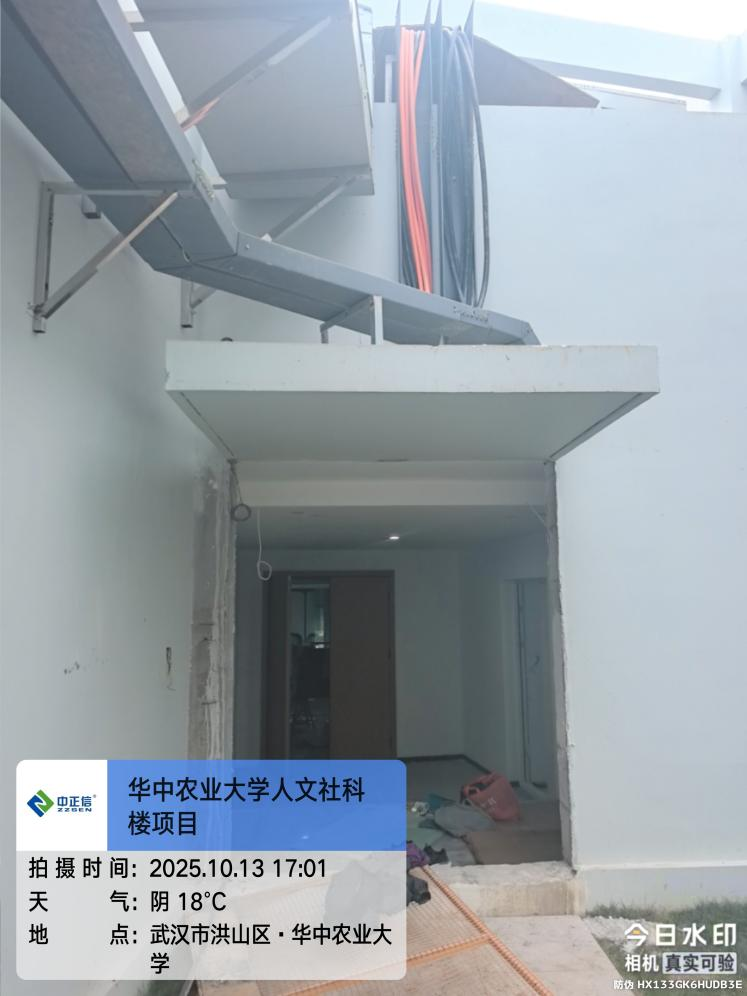 中正信
ZZSEN
华中农业大学人文社科
楼项目
拍摄时间：2025.10.13 17:01
天气：阴 18℃
地点：武汉市洪山区·华中农业大
学
今日水印
相机 真实可验
防伪 HX133GK6HUDB3E